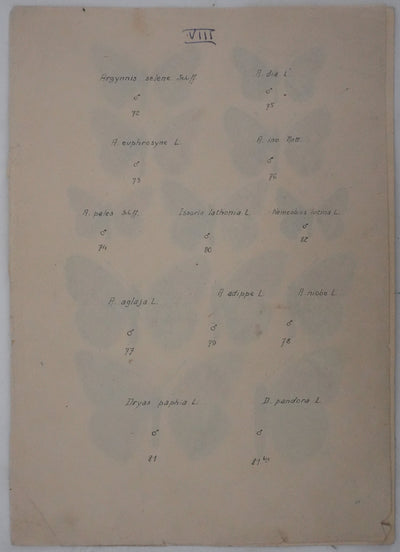 VIII
Argynnis selene Schiff A. dia L.
♂ ♂
72 75
A. euphrosyne L. A. ino Rott.
♂ ♂
73 76
A. pales Schiff. Issoria lathonia L. Nemeobius lucina L.
♂ ♂ ♂
74 80 82
A. aglaja L. A. adippe L. A. niobe L.
♂ ♂ ♂
77 79 78
Dryas paphia L. D. pandora L.
♂ ♂
81 81